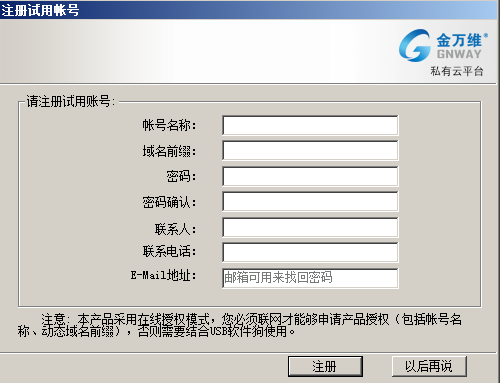 注册试用帐号
金万维®
GNWAY
私有云平台
请注册试用账号:
帐号名称:
域名前缀:
密码:
密码确认:
联系人:
联系电话:
E-Mail地址:
邮箱可用来找回密码
注意: 本产品采用在线授权模式，您必须联网才能够申请产品授权（包括帐号名
称、动态域名前缀），否则需要结合USB软件狗使用。
注册
以后再说